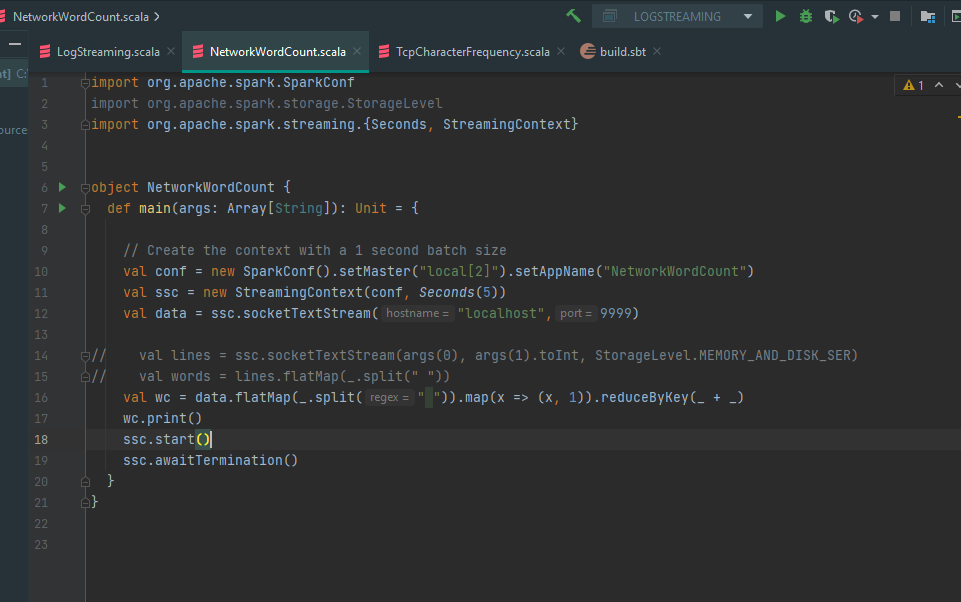 NetworkWordCount.scala
LOGSTREAMING
LogStreaming.scala
NetworkWordCount.scala
TcpCharacterFrequency.scala
build.sbt
t] C:
ource
1
1 import org.apache.spark.SparkConf
2 import org.apache.spark.storage.StorageLevel
3 import org.apache.spark.streaming.{Seconds, StreamingContext}
4
5
6 object NetworkWordCount {
7 def main(args: Array[String]): Unit = {
8
9 // Create the context with a 1 second batch size
10 val conf = new SparkConf().setMaster("local[2]").setAppName("NetworkWordCount")
11 val ssc = new StreamingContext(conf, Seconds(5))
12 val data = ssc.socketTextStream( hostname = "localhost", port = 9999)
13
14 // val lines = ssc.socketTextStream(args(0), args(1).toInt, StorageLevel.MEMORY_AND_DISK_SER)
15 // val words = lines.flatMap(_.split(" "))
16 val wc = data.flatMap(_.split( regex = " ")).map(x => (x, 1)).reduceByKey(_ + _)
17 wc.print()
18 ssc.start()
19 ssc.awaitTermination()
20 }
21 }
22
23